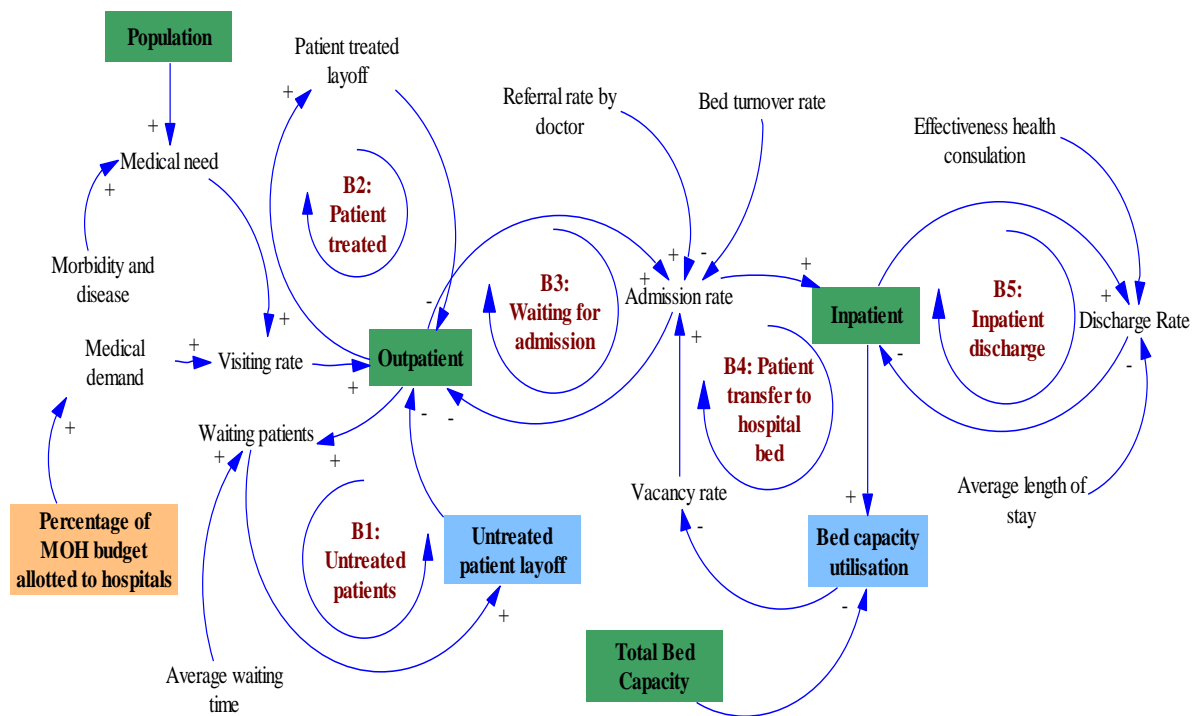 Population
Patient treated
layoff
Referral rate by
doctor
Bed turnover rate
Effectiveness health
consulation
+
+
+
Medical need
+
B2:
Patient
treated
Morbidity and
disease
B3:
Waiting for
admission
+
-
+
Admission rate
+
Inpatient
B5:
Inpatient
discharge
+
Discharge Rate
-
-
+
Medical
demand
+
Visiting rate
Outpatient
+
-
-
+
B4: Patient
transfer to
hospital
bed
-
+
Waiting patients
+
+
Percentage of
MOH budget
allotted to hospitals
B1:
Untreated
patients
Untreated
patient layoff
+
Vacancy rate
-
+
Bed capacity
utilisation
-
-
Average length of
stay
Average waiting
time
Total Bed
Capacity